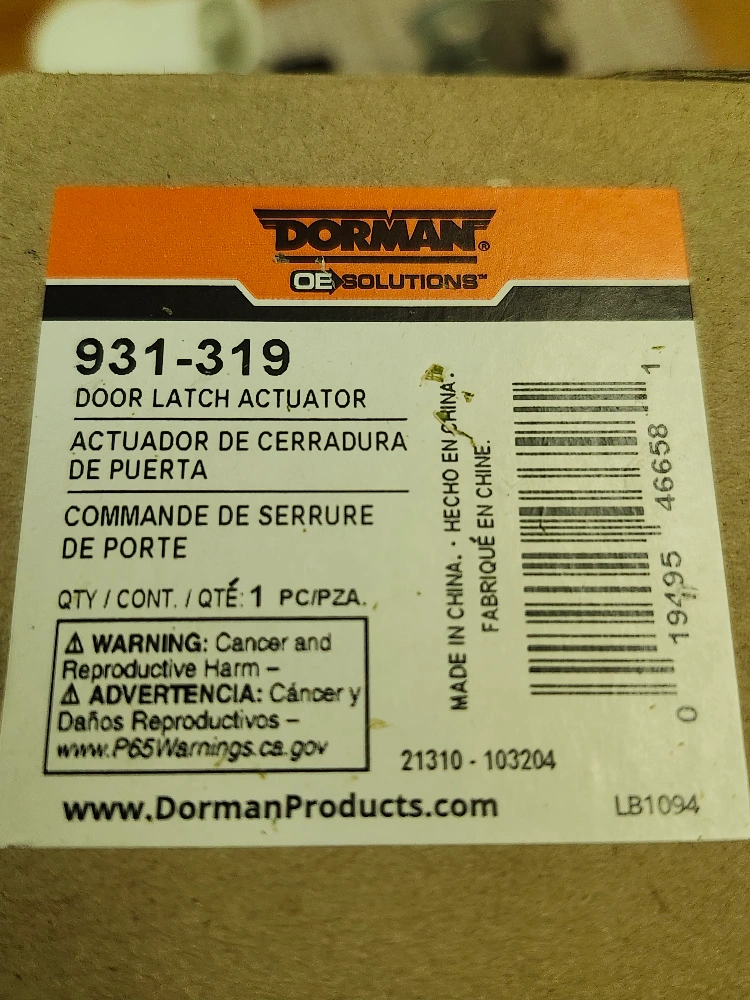 DORMAN®
OE SOLUTIONS™
931-319
DOOR LATCH ACTUATOR
ACTUADOR DE CERRADURA
DE PUERTA
COMMANDE DE SERRURE
DE PORTE
QTY / CONT. / QTÉ: 1 PC/PZA.
⚠ WARNING: Cancer and
Reproductive Harm –
⚠ ADVERTENCIA: Cáncer y
Daños Reproductivos –
www.P65Warnings.ca.gov
MADE IN CHINA. · HECHO EN CHINA.
FABRIQUÉ EN CHINE.
0 19495 46658 1
21310 - 103204
www.DormanProducts.com
LB1094